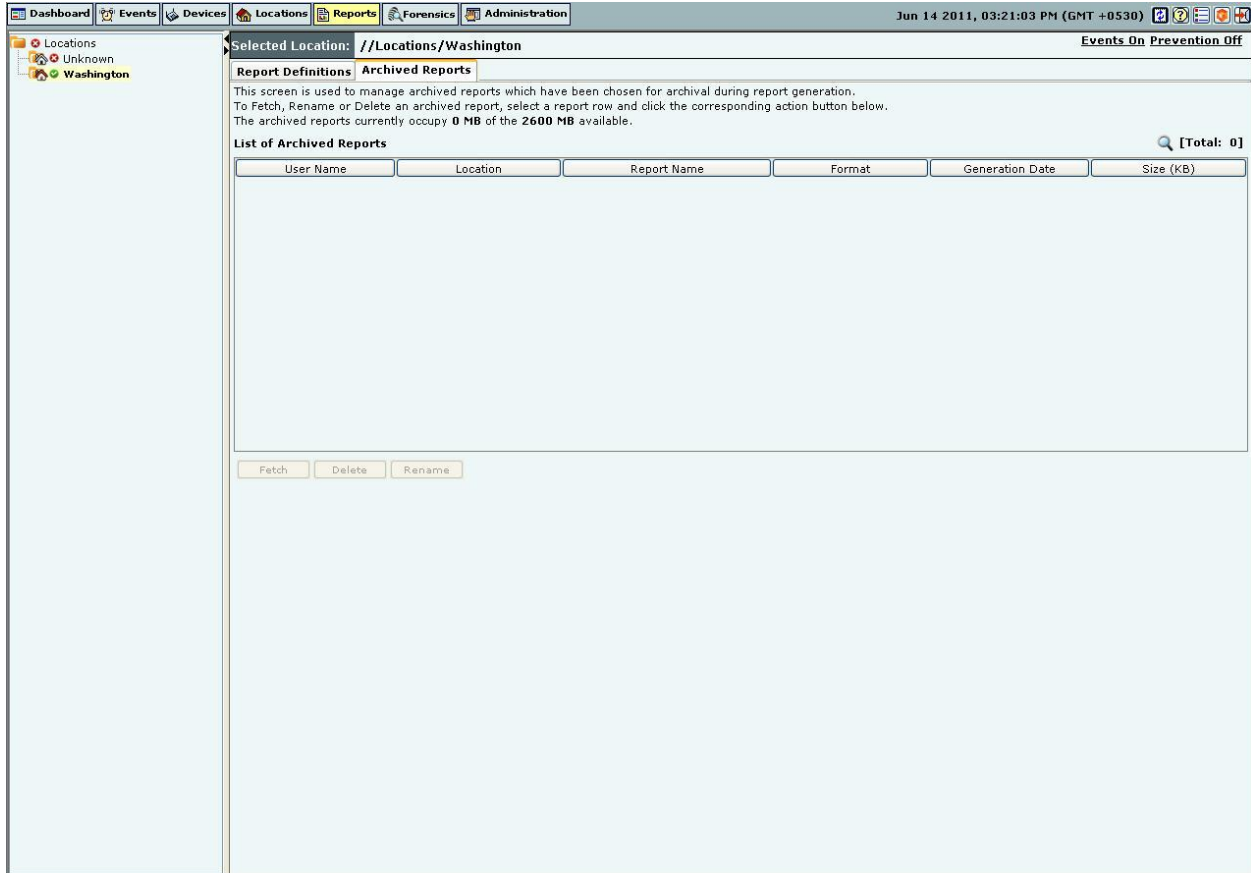 Dashboard Events Devices Locations Reports Forensics Administration Jun 14 2011, 03:21:03 PM (GMT +0530)
Locations
Unknown
Washington
Selected Location: //Locations/Washington Events On Prevention Off
Report Definitions Archived Reports
This screen is used to manage archived reports which have been chosen for archival during report generation.
To Fetch, Rename or Delete an archived report, select a report row and click the corresponding action button below.
The archived reports currently occupy 0 MB of the 2600 MB available.
List of Archived Reports [Total: 0]
User Name Location Report Name Format Generation Date Size (KB)
Fetch Delete Rename